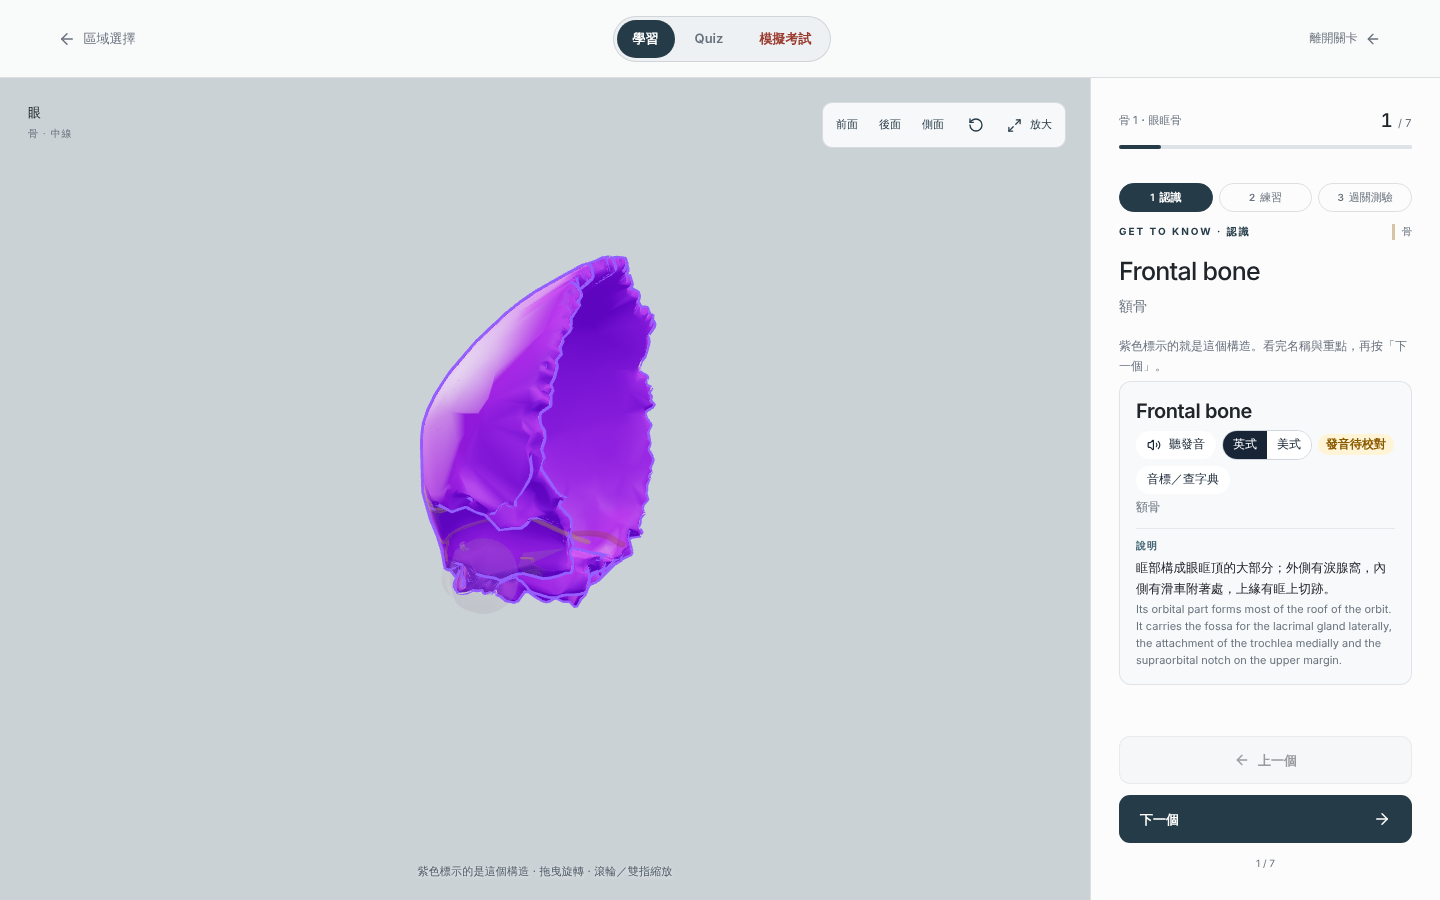 區域選擇
學習
Quiz
模擬考試
離開關卡
眼
骨 · 中線
前面
後面
側面
放大
紫色標示的是這個構造 · 拖曳旋轉 · 滾輪／雙指縮放
骨 1 · 眼眶骨
1 / 7
1 認識
2 練習
3 過關測驗
GET TO KNOW · 認識
骨
Frontal bone
額骨
紫色標示的就是這個構造。看完名稱與重點，再按「下
一個」。
Frontal bone
聽發音
英式
美式
發音待校對
音標／查字典
額骨
說明
眶部構成眼眶頂的大部分；外側有淚腺窩，內
側有滑車附著處，上緣有眶上切跡。
Its orbital part forms most of the roof of the orbit.
It carries the fossa for the lacrimal gland laterally,
the attachment of the trochlea medially and the
supraorbital notch on the upper margin.
上一個
下一個
1 / 7